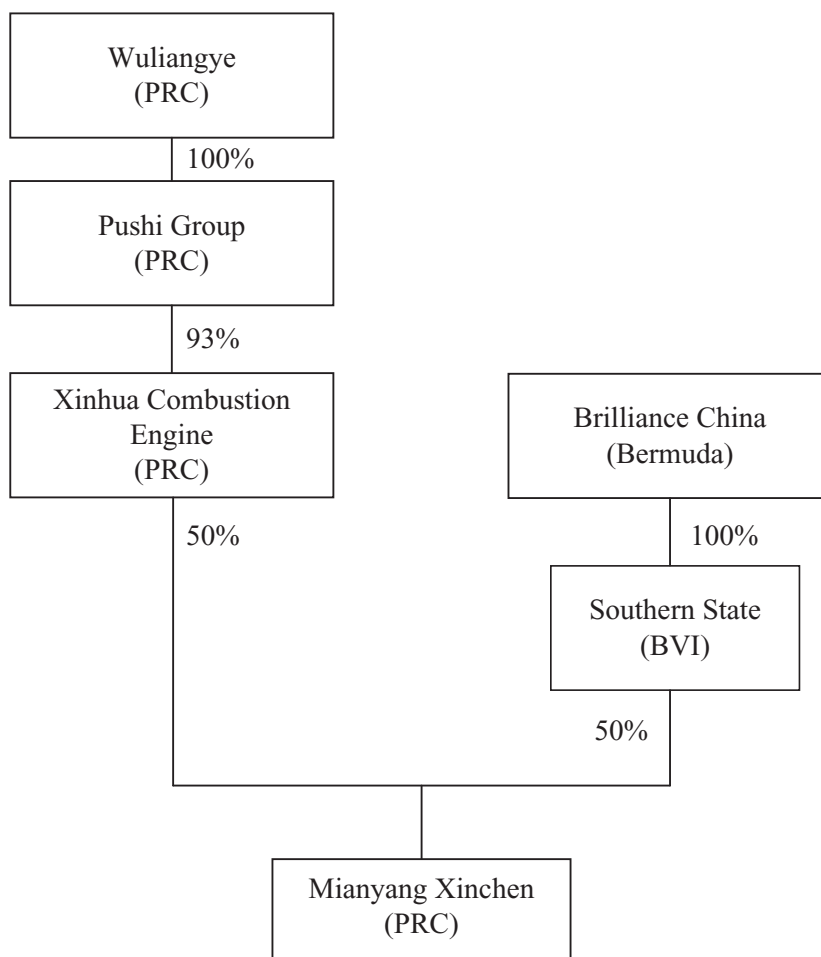 Wuliangye
(PRC)
100%
Pushi Group
(PRC)
93%
Xinhua Combustion
Engine
(PRC)
50%
Brilliance China
(Bermuda)
100%
Southern State
(BVI)
50%
Mianyang Xinchen
(PRC)